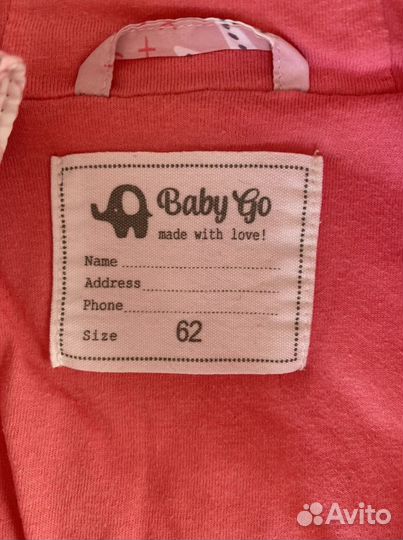 Baby Go
made with love!
Name
Address
Phone
Size 62
Avito